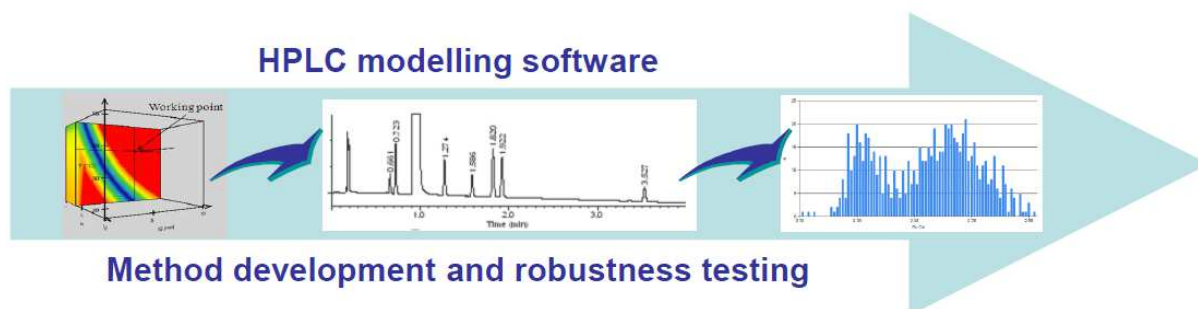 HPLC modelling software
Working point
0.661
0.723
1.274
1.586
1.820
1.922
3.527
1.0
2.0
3.0
Time (min)
Method development and robustness testing